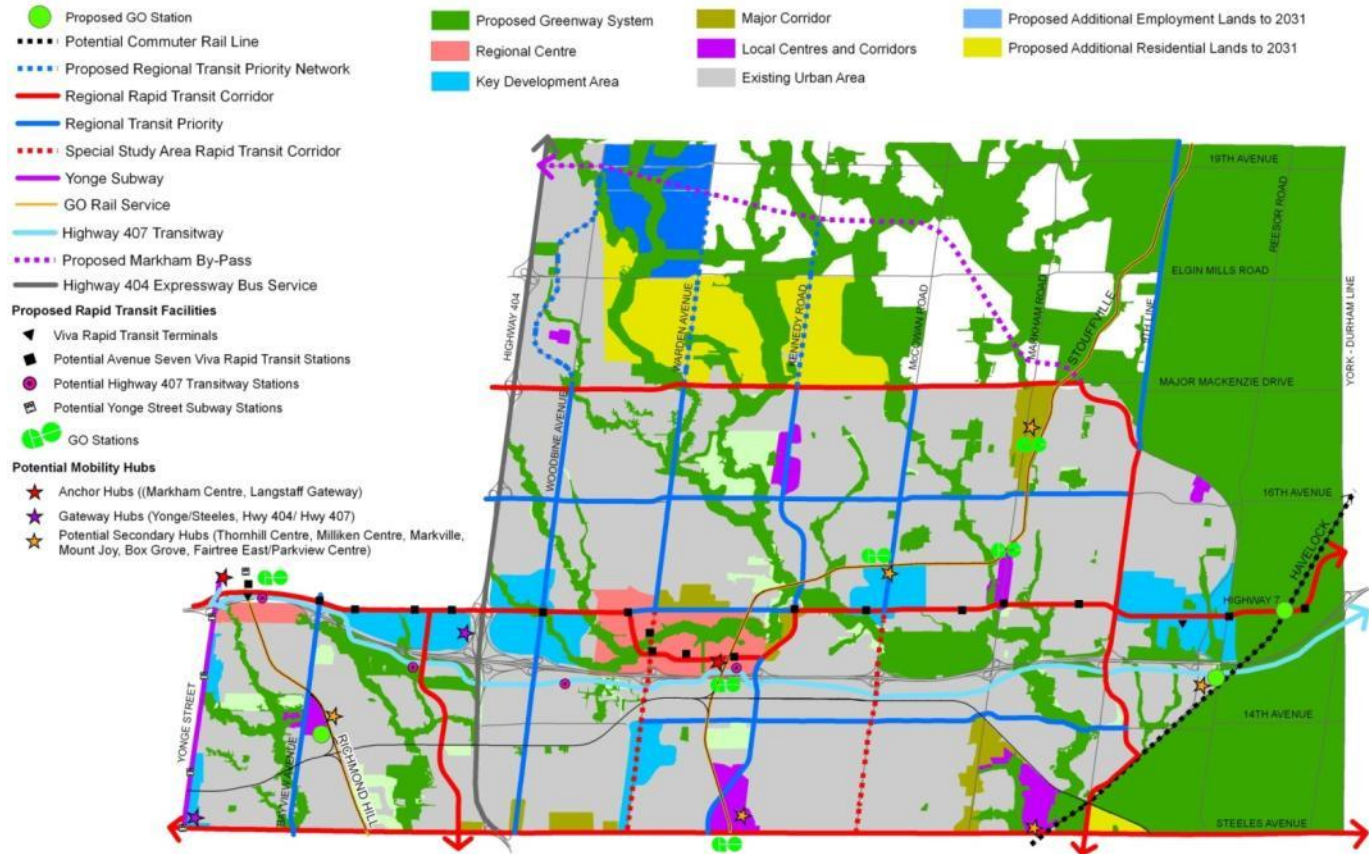 Proposed GO Station
Potential Commuter Rail Line
Proposed Regional Transit Priority Network
Regional Rapid Transit Corridor
Regional Transit Priority
Special Study Area Rapid Transit Corridor
Yonge Subway
GO Rail Service
Highway 407 Transitway
Proposed Markham By-Pass
Highway 404 Expressway Bus Service
Proposed Rapid Transit Facilities
Viva Rapid Transit Terminals
Potential Avenue Seven Viva Rapid Transit Stations
Potential Highway 407 Transitway Stations
Potential Yonge Street Subway Stations
GO Stations
Potential Mobility Hubs
Anchor Hubs ((Markham Centre, Langstaff Gateway)
Gateway Hubs (Yonge/Steeles, Hwy 404/ Hwy 407)
Potential Secondary Hubs (Thornhill Centre, Milliken Centre, Markville,
Mount Joy, Box Grove, Fairtree East/Parkview Centre)
Proposed Greenway System
Regional Centre
Key Development Area
Major Corridor
Local Centres and Corridors
Existing Urban Area
Proposed Additional Employment Lands to 2031
Proposed Additional Residential Lands to 2031
19TH AVENUE
REESOR ROAD
ELGIN MILLS ROAD
HIGHWAY 404
WARDEN AVENUE
KENNEDY ROAD
McCOWAN ROAD
MARKHAM ROAD
STOUFFVILLE
9TH LINE
YORK - DURHAM LINE
MAJOR MACKENZIE DRIVE
WOODBINE AVENUE
16TH AVENUE
HAVELOCK
HIGHWAY 7
YONGE STREET
BAYVIEW AVENUE
RICHMOND HILL
14TH AVENUE
STEELES AVENUE